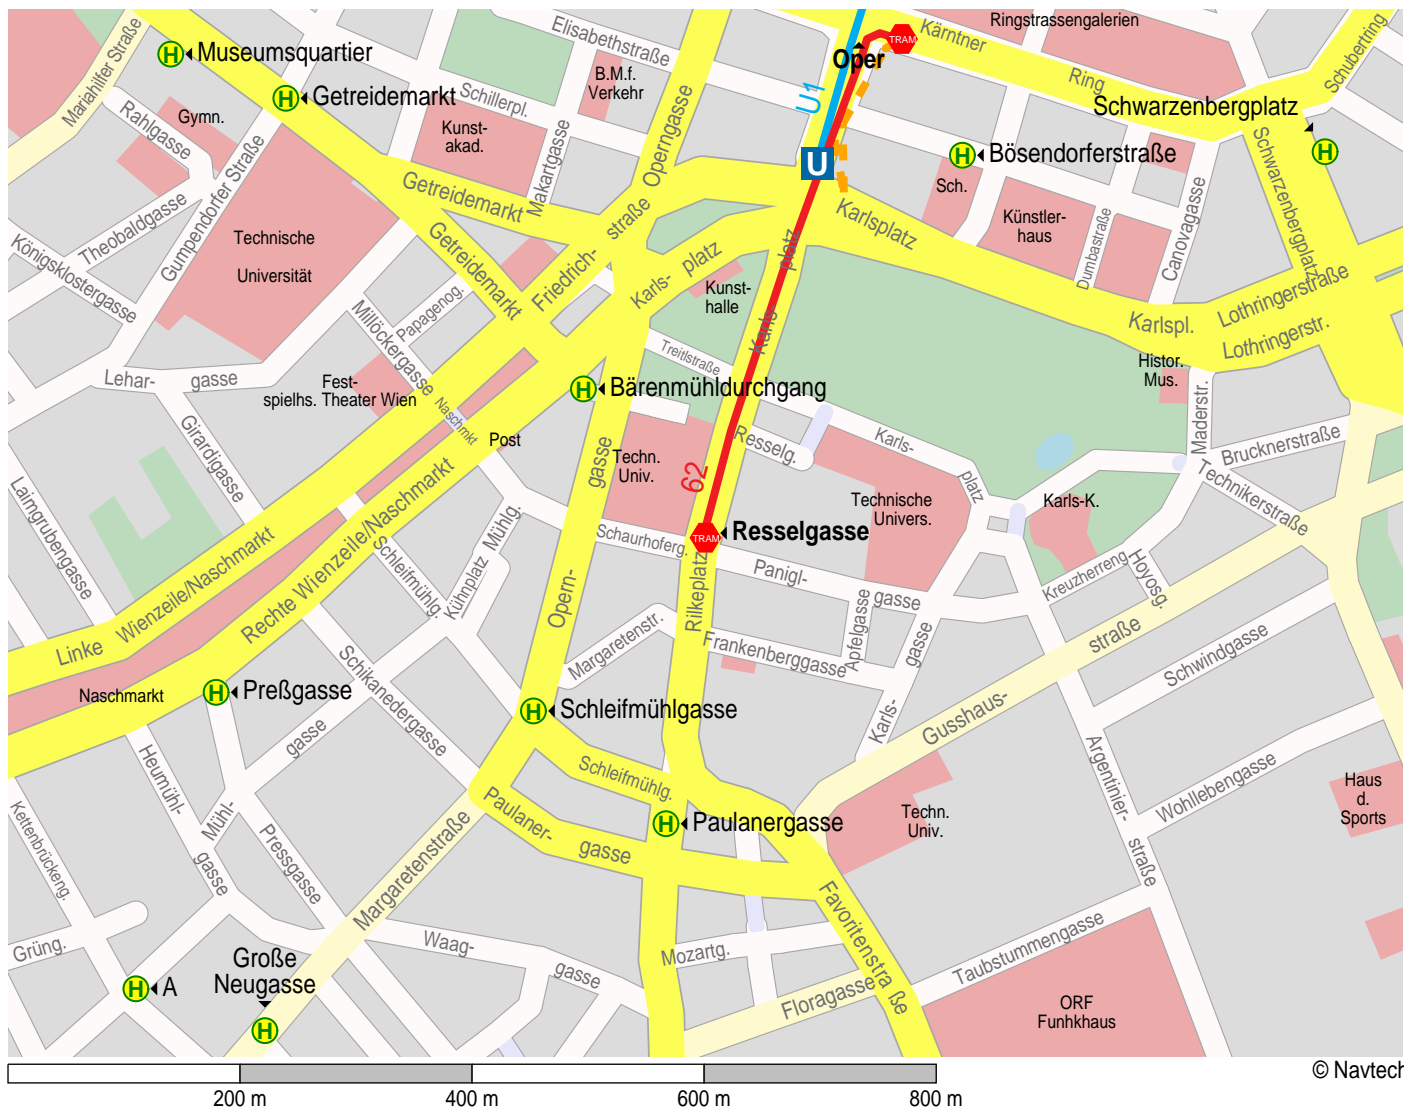 Ringstrassengalerien
Mariahilfer Straße
Museumsquartier
Elisabethstraße
Kärntner
TRAM
Schubertring
Oper
B.M.f.
Verkehr
Ring
Getreidemarkt
Schillerpl.
U1
Schwarzenbergplatz
Rahlgasse
Gymn.
Kunst-
akad.
Makartgasse
Operngasse
U
Bösendorferstraße
Schwarzenbergplatz
Gumpendorfer Straße
Getreidemarkt
Sch.
Theobaldgasse
Karlsplatz
Künstler-
haus
Dumbastraße
Canovagasse
Königsklostergasse
Technische
Universität
Getreidemarkt
Friedrich-
straße
Karls-
platz
Karls-
platz
Kunst-
halle
Lothringerstraße
Karlspl.
Lothringerstr.
Millöckergasse
Papagenog.
Treitlstraße
Histor.
Mus.
Lehar-
gasse
Fest-
spielhs. Theater Wien
Bärenmühldurchgang
Naschmkt
Post
Girardigasse
Techn.
Univ.
Resselg.
Karls-
platz
Maderstr.
Brucknerstraße
Technikerstraße
Laimgrubengasse
gasse
62
Technische
Univers.
Karls-K.
Mühlg.
Kühnplatz
Schaurhoferg.
TRAM
Resselgasse
Linke
Wienzeile/Naschmarkt
Rechte Wienzeile/Naschmarkt
Schleifmühlg.
Opern-
Rilkeplatz
Panigl-
gasse
Kreuzherreng.
Hoyosg.
Margaretenstr.
Frankenberggasse
Apfelgasse
gasse
straße
Schwindgasse
Naschmarkt
Preßgasse
Schikanedergasse
Schleifmühlgasse
Karls-
Gusshaus-
Argentinier-
straße
Heumühl-
gasse
Mühl-
gasse
Schleifmühlg.
Wohllebengasse
Haus
d.
Sports
Kettenbrückeng.
Pressgasse
Margaretenstraße
Paulaner-
gasse
Paulanergasse
Techn.
Univ.
Favoritenstra ße
Grüng.
Waag-
gasse
Mozartg.
Taubstummengasse
Große
Neugasse
A
Floragasse
ORF
Funhkhaus
H
H
H
H
H
H
H
H
H
H
© Navtech
200 m
400 m
600 m
800 m